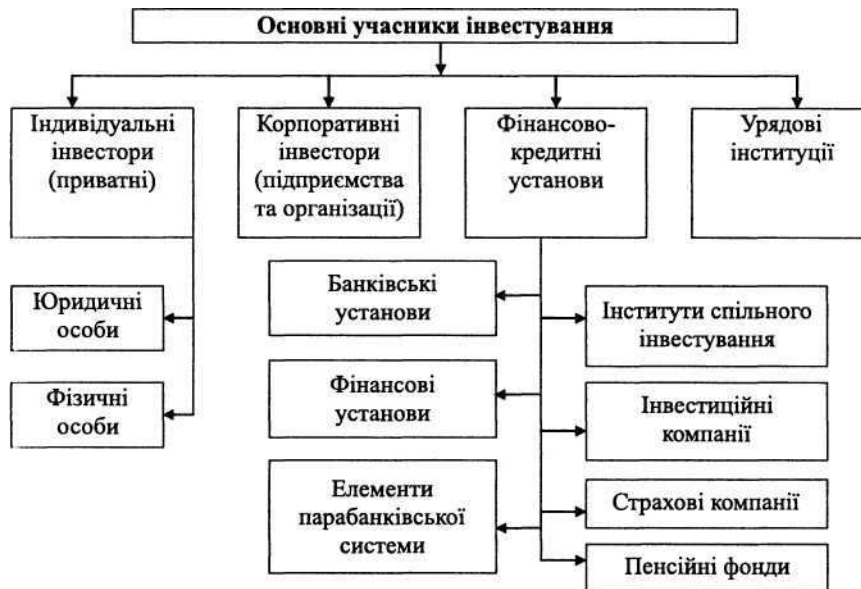 Основні учасники інвестування
Індивідуальні
інвестори
(приватні)
Корпоративні
інвестори
(підприємства
та організації)
Фінансово-
кредитні
установи
Урядові
інституції
Юридичні
особи
Фізичні
особи
Банківські
установи
Фінансові
установи
Елементи
парабанківської
системи
Інститути спільного
інвестування
Інвестиційні
компанії
Страхові компанії
Пенсійні фонди